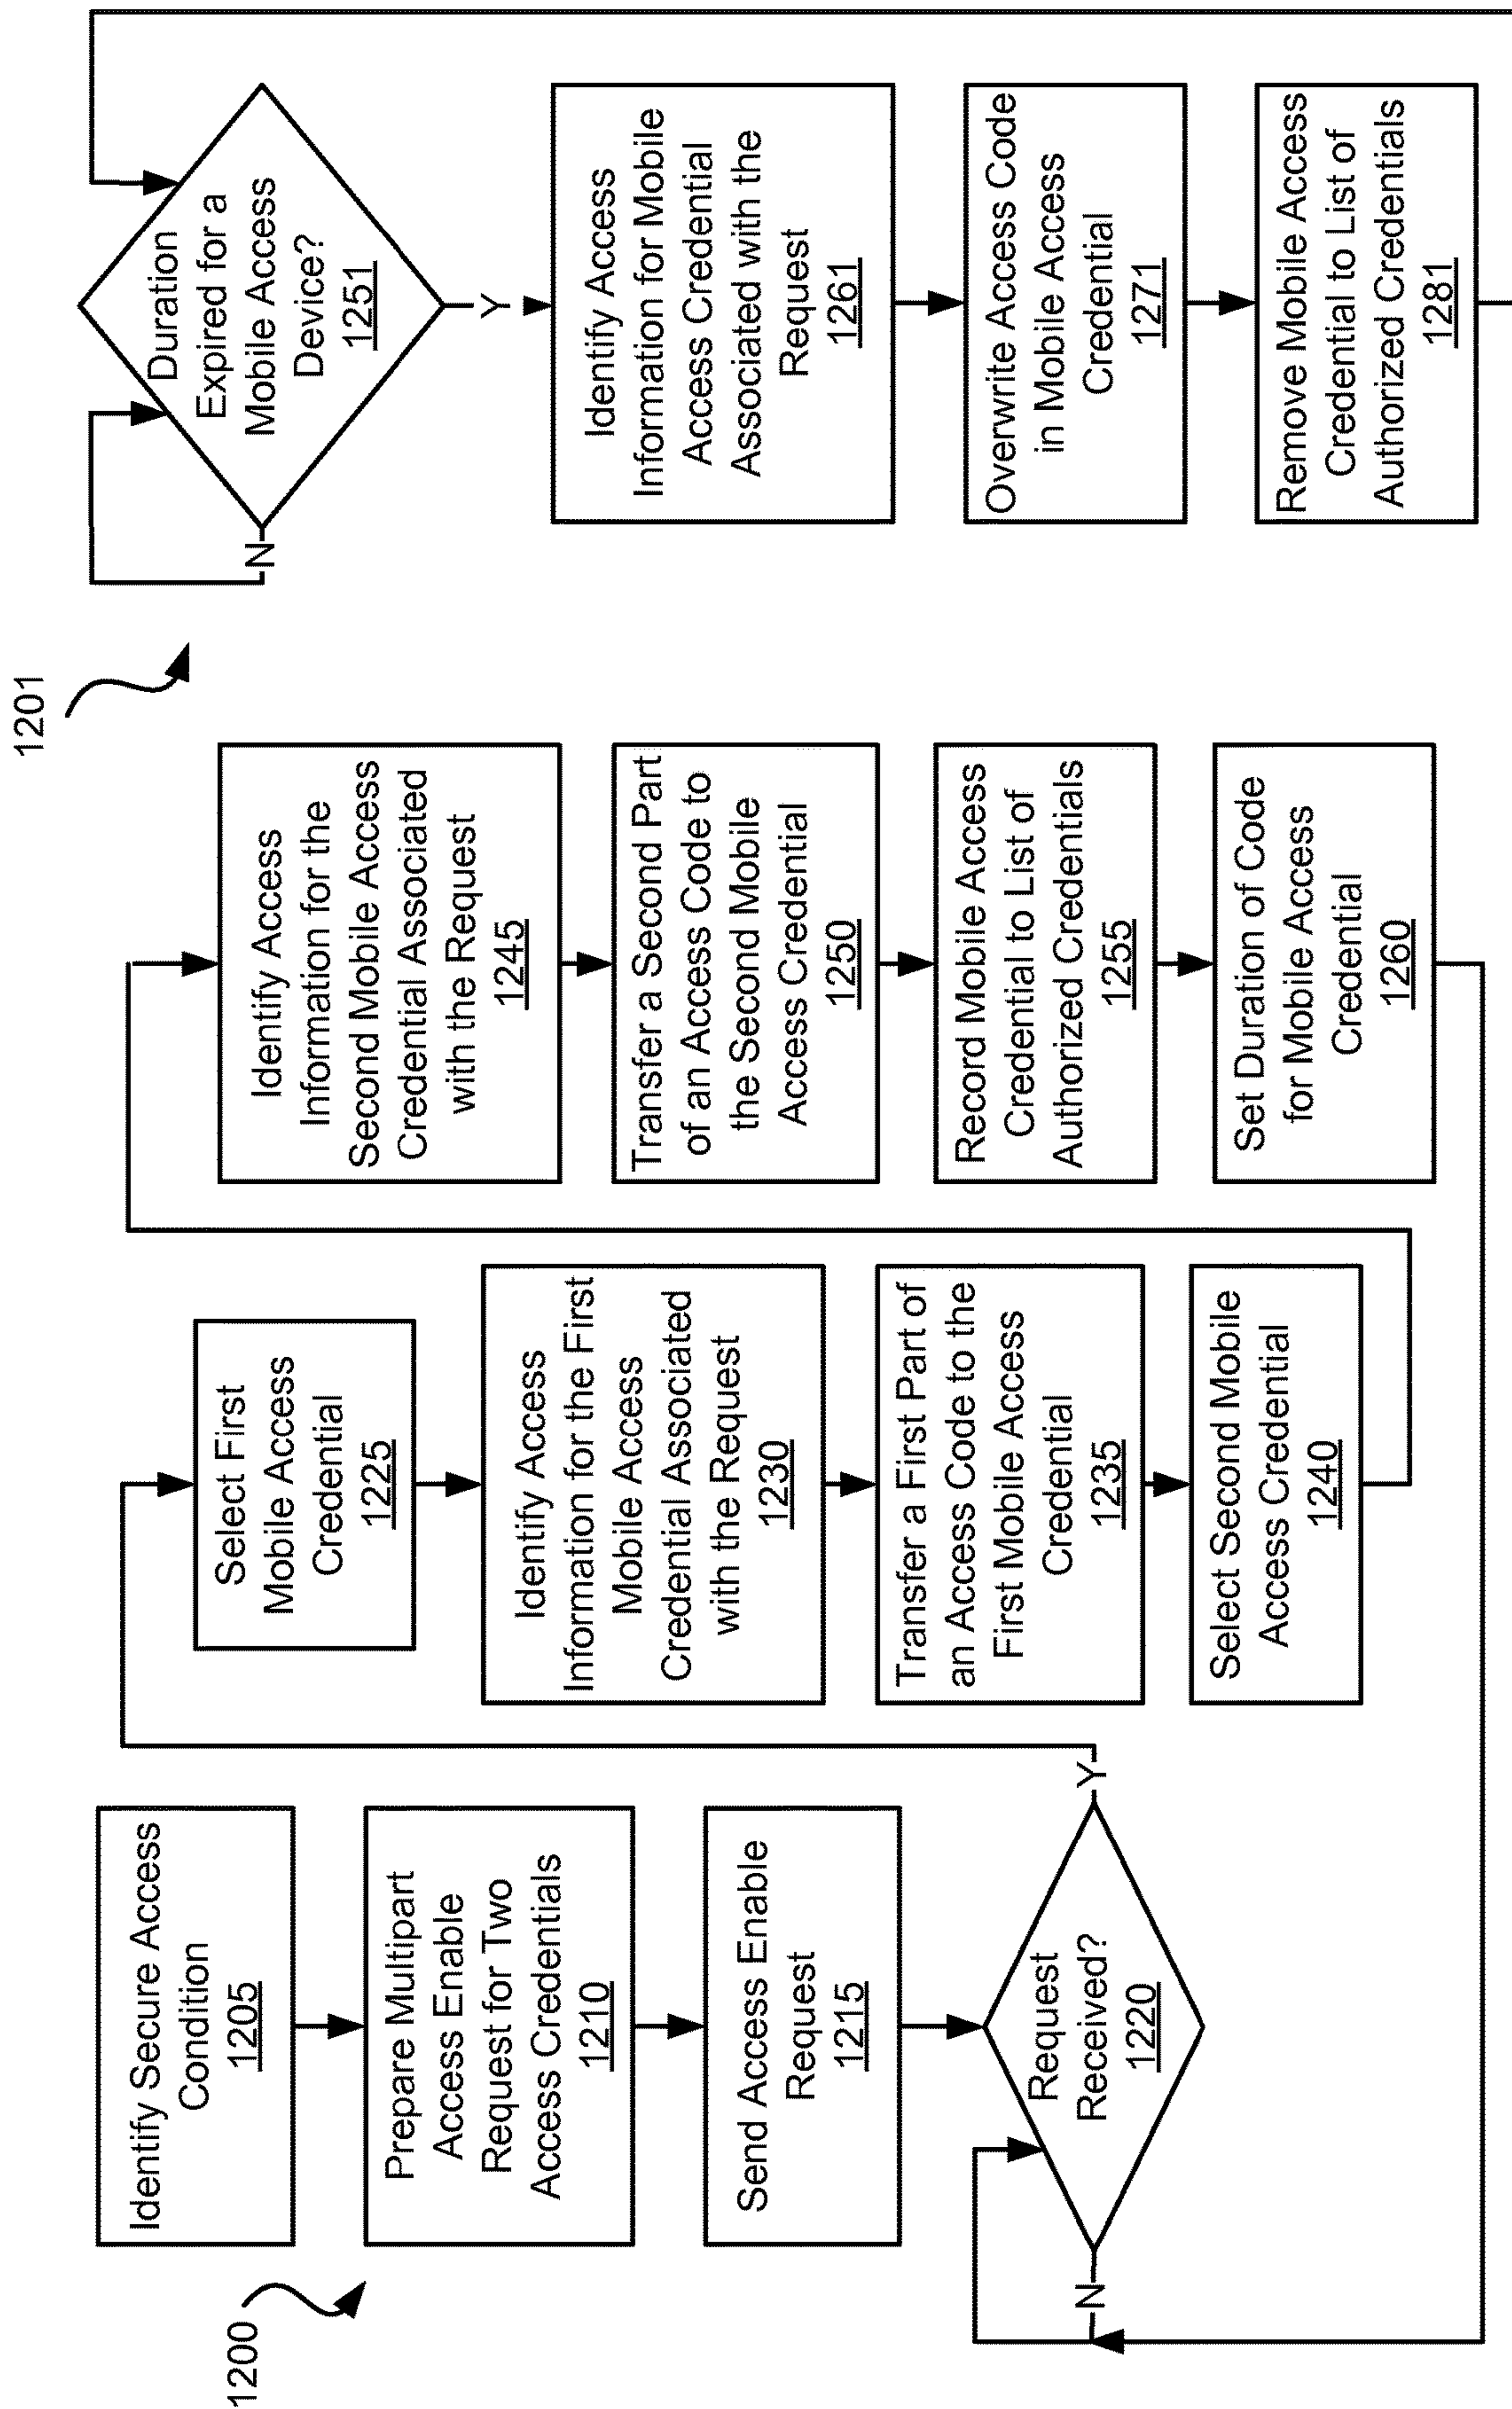 1200
Identify Secure Access
Condition
1205
Prepare Multipart
Access Enable
Request for Two
Access Credentials
1210
Send Access Enable
Request
1215
Request
Received?
1220
N
Y
Select First
Mobile Access
Credential
1225
Identify Access
Information for the First
Mobile Access
Credential Associated
with the Request
1230
Transfer a First Part of
an Access Code to the
First Mobile Access
Credential
1235
Select Second Mobile
Access Credential
1240
Identify Access
Information for the
Second Mobile Access
Credential Associated
with the Request
1245
Transfer a Second Part
of an Access Code to
the Second Mobile
Access Credential
1250
Record Mobile Access
Credential to List of
Authorized Credentials
1255
Set Duration of Code
for Mobile Access
Credential
1260
1201
Duration
Expired for a
Mobile Access
Device?
1251
N
Y
Identify Access
Information for Mobile
Access Credential
Associated with the
Request
1261
Overwrite Access Code
in Mobile Access
Credential
1271
Remove Mobile Access
Credential to List of
Authorized Credentials
1281